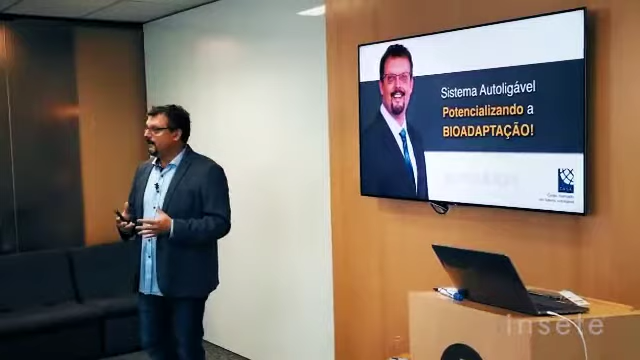 Sistema Autoligável
Potencializando a
BIOADAPTAÇÃO!
insete